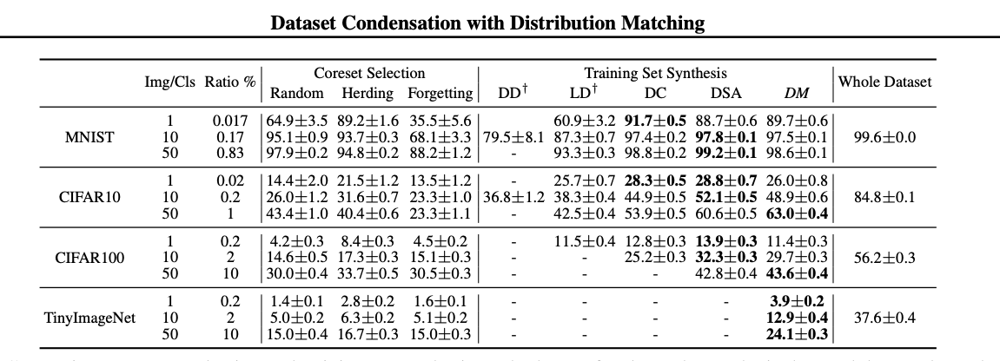 Dataset Condensation with Distribution Matching
Img/Cls Ratio % Coreset Selection Training Set Synthesis Whole Dataset
Random Herding Forgetting DD† LD† DC DSA DM
MNIST
1 0.017 64.9±3.5 89.2±1.6 35.5±5.6 60.9±3.2 91.7±0.5 88.7±0.6 89.7±0.6
10 0.17 95.1±0.9 93.7±0.3 68.1±3.3 79.5±8.1 87.3±0.7 97.4±0.2 97.8±0.1 97.5±0.1 99.6±0.0
50 0.83 97.9±0.2 94.8±0.2 88.2±1.2 - 93.3±0.3 98.8±0.2 99.2±0.1 98.6±0.1
CIFAR10
1 0.02 14.4±2.0 21.5±1.2 13.5±1.2 - 25.7±0.7 28.3±0.5 28.8±0.7 26.0±0.8
10 0.2 26.0±1.2 31.6±0.7 23.3±1.0 36.8±1.2 38.3±0.4 44.9±0.5 52.1±0.5 48.9±0.6 84.8±0.1
50 1 43.4±1.0 40.4±0.6 23.3±1.1 - 42.5±0.4 53.9±0.5 60.6±0.5 63.0±0.4
CIFAR100
1 0.2 4.2±0.3 8.4±0.3 4.5±0.2 - 11.5±0.4 12.8±0.3 13.9±0.3 11.4±0.3
10 2 14.6±0.5 17.3±0.3 15.1±0.3 - - 25.2±0.3 32.3±0.3 29.7±0.3 56.2±0.3
50 10 30.0±0.4 33.7±0.5 30.5±0.3 - - - 42.8±0.4 43.6±0.4
TinyImageNet
1 0.2 1.4±0.1 2.8±0.2 1.6±0.1 - - - - 3.9±0.2
10 2 5.0±0.2 6.3±0.2 5.1±0.2 - - - - 12.9±0.4 37.6±0.4
50 10 15.0±0.4 16.7±0.3 15.0±0.3 - - - - 24.1±0.3